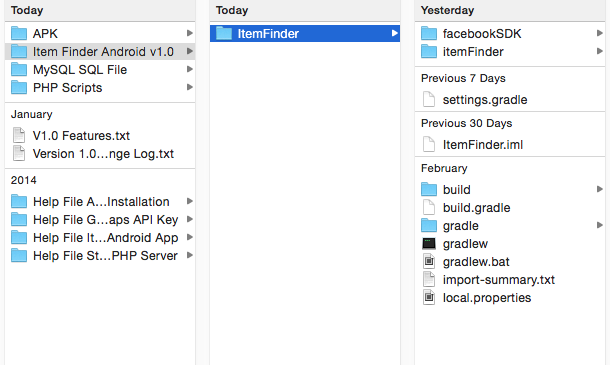 Today
APK
Item Finder Android v1.0
MySQL SQL File
PHP Scripts
January
V1.0 Features.txt
Version 1.0...nge Log.txt
2014
Help File A...Installation
Help File G...aps API Key
Help File It...Android App
Help File St...PHP Server
Today
ItemFinder
Yesterday
facebookSDK
itemFinder
Previous 7 Days
settings.gradle
Previous 30 Days
ItemFinder.iml
February
build
build.gradle
gradle
gradlew
gradlew.bat
import-summary.txt
local.properties